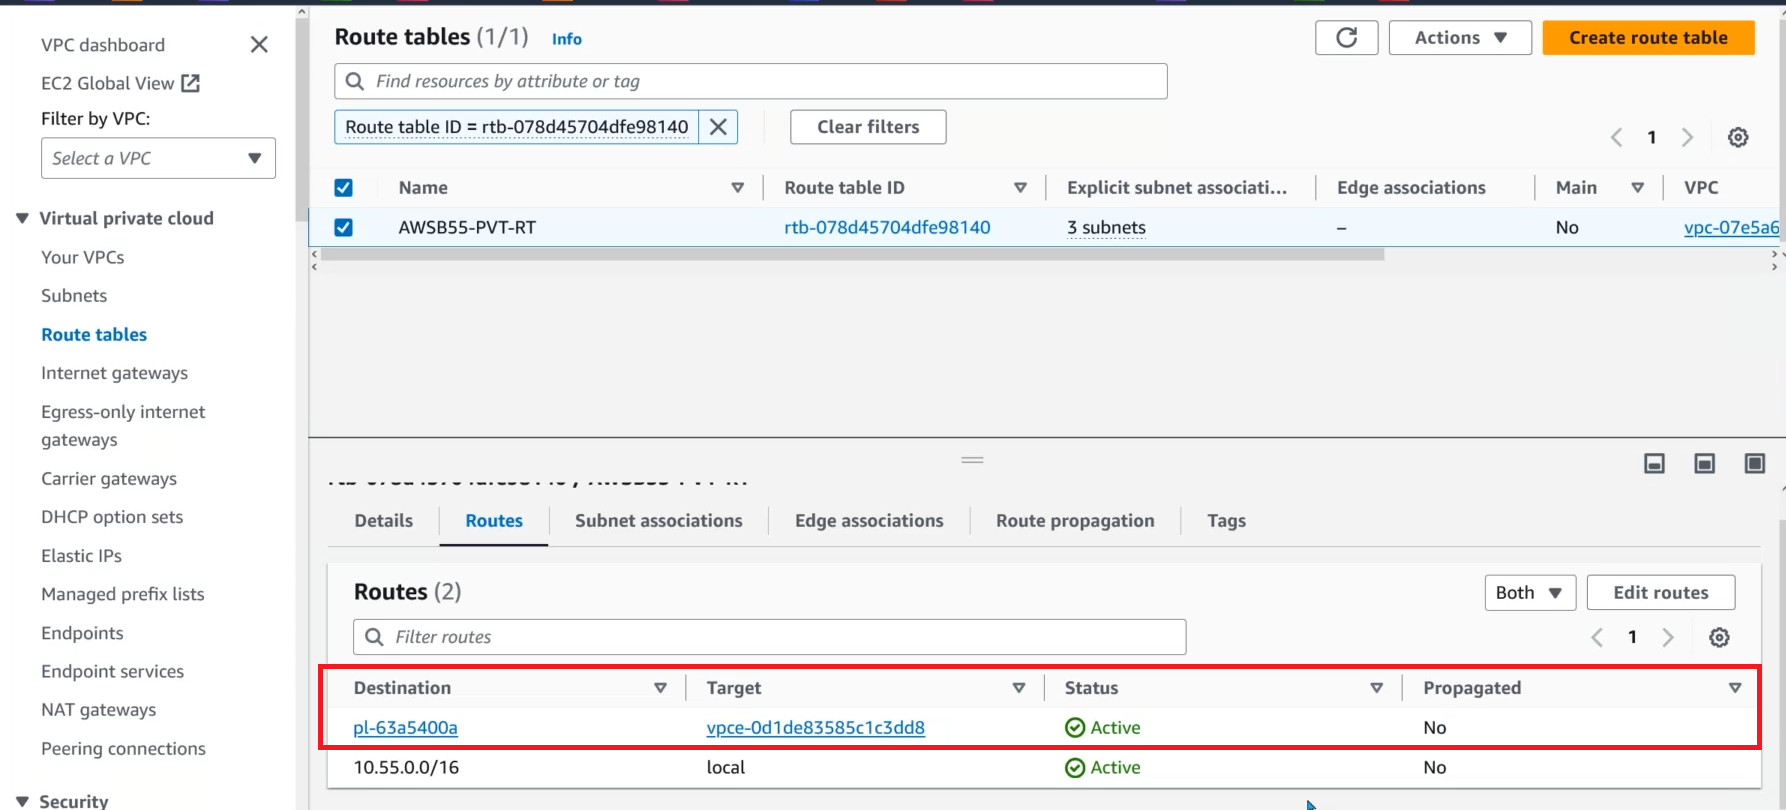 VPC dashboard
EC2 Global View
Filter by VPC:
Select a VPC
Virtual private cloud
Your VPCs
Subnets
Route tables
Internet gateways
Egress-only internet
gateways
Carrier gateways
DHCP option sets
Elastic IPs
Managed prefix lists
Endpoints
Endpoint services
NAT gateways
Peering connections
Security
Route tables (1/1) Info
Actions
Create route table
Find resources by attribute or tag
Route table ID = rtb-078d45704dfe98140
Clear filters
1
Name Route table ID Explicit subnet associati... Edge associations Main VPC
AWSB55-PVT-RT rtb-078d45704dfe98140 3 subnets – No vpc-07e5a6
rtb-078d45704dfe98140 / AWSB55-PVT-RT
Details Routes Subnet associations Edge associations Route propagation Tags
Routes (2)
Both
Edit routes
Filter routes
1
Destination Target Status Propagated
pl-63a5400a vpce-0d1de83585c1c3dd8 Active No
10.55.0.0/16 local Active No